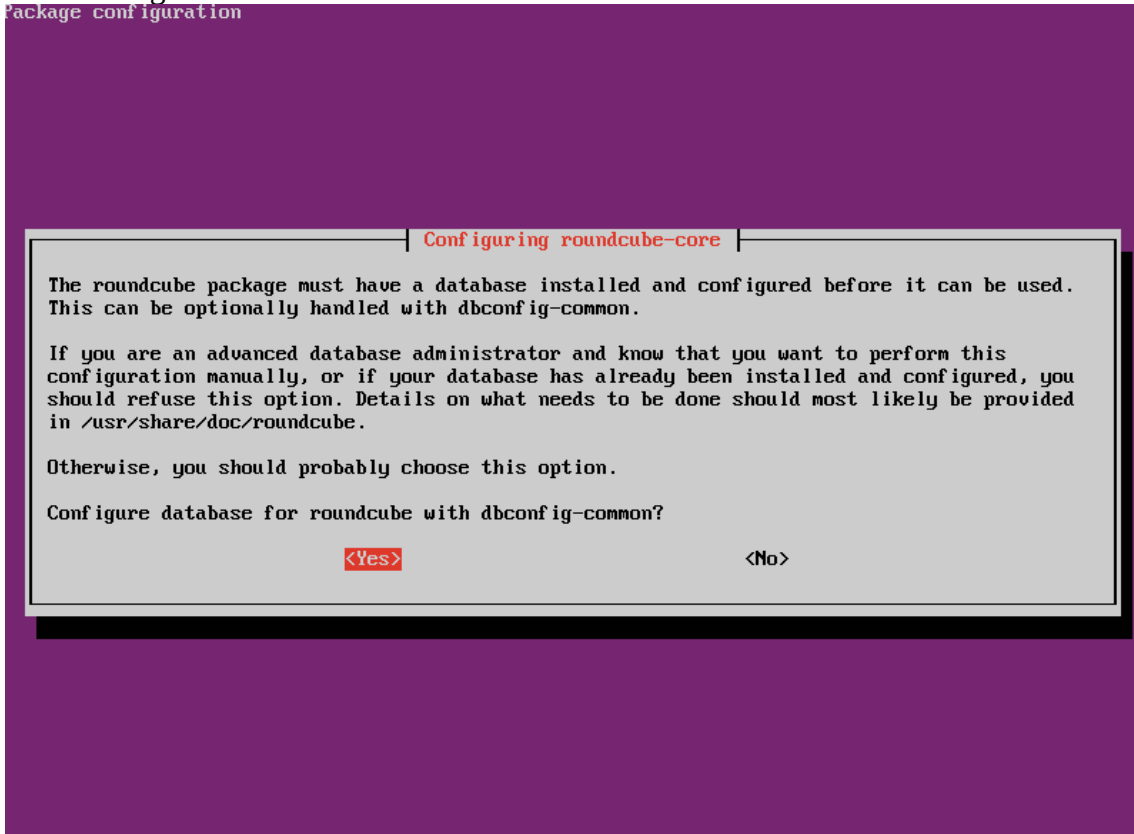 Package configuration
Configuring roundcube-core
The roundcube package must have a database installed and configured before it can be used.
This can be optionally handled with dbconfig-common.
If you are an advanced database administrator and know that you want to perform this
configuration manually, or if your database has already been installed and configured, you
should refuse this option. Details on what needs to be done should most likely be provided
in /usr/share/doc/roundcube.
Otherwise, you should probably choose this option.
Configure database for roundcube with dbconfig-common?
<Yes> <No>